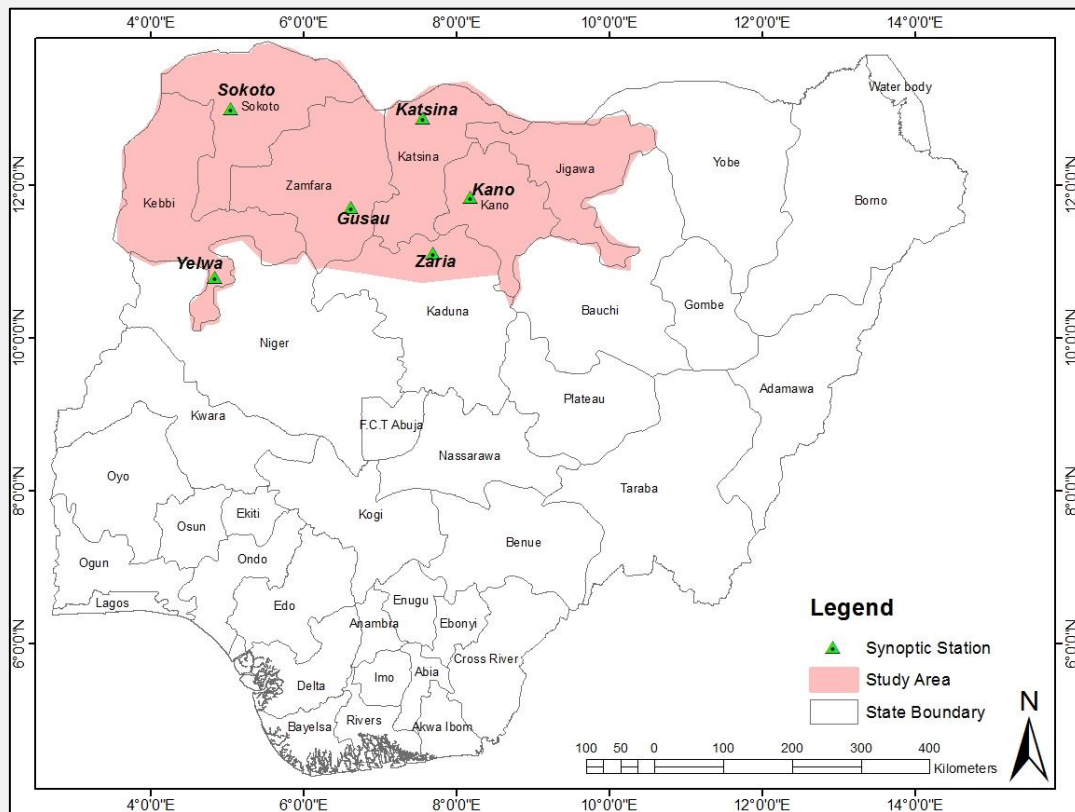 4°0'0"E 6°0'0"E 8°0'0"E 10°0'0"E 12°0'0"E 14°0'0"E
Water body
Sokoto
Sokoto
Katsina
Katsina
Yobe
Jigawa
12°0'0"N
12°0'0"N
Zamfara
Kano
Kano
Kebbi
Gusau
Borno
Yelwa
Zaria
Kaduna
Bauchi
Gombe
10°0'0"N
10°0'0"N
Niger
Adamawa
Plateau
Kwara
F.C.T Abuja
Nassarawa
Oyo
8°0'0"N
8°0'0"N
Taraba
Kogi
Ekiti
Osun
Benue
Ogun
Ondo
Lagos
Edo
Enugu
Anambra
Ebonyi
6°0'0"N
6°0'0"N
Cross River
Imo
Abia
Delta
Bayelsa
Rivers
Akwa Ibom
Legend
Synoptic Station
Study Area
State Boundary
N
100 50 0 100 200 300 400
Kilometers
4°0'0"E 6°0'0"E 8°0'0"E 10°0'0"E 12°0'0"E 14°0'0"E